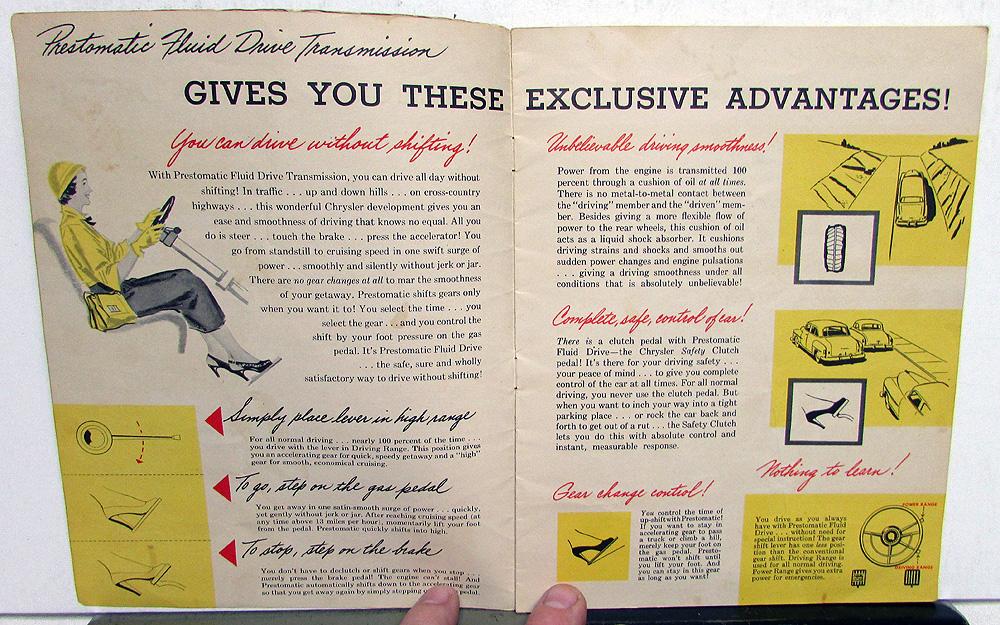 Prestomatic Fluid Drive Transmission
GIVES YOU THESE EXCLUSIVE ADVANTAGES!
You can drive without shifting!
With Prestomatic Fluid Drive Transmission, you can drive all day without
shifting! In traffic . . . up and down hills . . . on cross-country
highways . . . this wonderful Chrysler development gives you an
ease and smoothness of driving that knows no equal. All you
do is steer . . . touch the brake . . . press the accelerator! You
go from standstill to cruising speed in one swift surge of
power . . . smoothly and silently without jerk or jar.
There are no gear changes at all to mar the smoothness
of your getaway. Prestomatic shifts gears only
when you want it to! You select the time . . . you
select the gear . . . and you control the
shift by your foot pressure on the gas
pedal. It's Prestomatic Fluid Drive
. . . the safe, sure and wholly
satisfactory way to drive without shifting!
Simply place lever in high range
For all normal driving . . . nearly 100 percent of the time . . .
you drive with the lever in Driving Range. This position gives
you an accelerating gear for quick, speedy getaway and a "high"
gear for smooth, economical cruising.
To go, step on the gas pedal
You get away in one satin-smooth surge of power . . . quickly,
yet gently without jerk or jar. After reaching cruising speed (at
any time above 13 miles per hour), momentarily lift your foot
from the pedal. Prestomatic quickly shifts into high.
To stop, step on the brake
You don't have to declutch or shift gears when you stop . . .
merely press the brake pedal! The engine can't stall! And
Prestomatic automatically shifts down to the accelerating gear
so that you get away again by simply stepping on pedal.
Unbelievable driving smoothness!
Power from the engine is transmitted 100
percent through a cushion of oil at all times.
There is no metal-to-metal contact between
the "driving" member and the "driven" mem-
ber. Besides giving a more flexible flow of
power to the rear wheels, this cushion of oil
acts as a liquid shock absorber. It cushions
driving strains and shocks and smooths out
sudden power changes and engine pulsations
. . . giving a driving smoothness under all
conditions that is absolutely unbelievable!
Complete, safe, control of car!
There is a clutch pedal with Prestomatic
Fluid Drive—the Chrysler Safety Clutch
pedal! It's there for your driving safety . . .
your peace of mind . . . to give you complete
control of the car at all times. For all normal
driving, you never use the clutch pedal. But
when you want to inch your way into a tight
parking place . . . or rock the car back and
forth to get out of a rut . . . the Safety Clutch
lets you do this with absolute control and
instant, measurable response.
Gear change control!
You control the time of
up-shift with Prestomatic!
If you want to stay in
accelerating gear to pass
a truck or climb a hill,
merely keep your foot on
the gas pedal. Presto-
matic won't shift until
you lift your foot. And
you can stay in this gear
as long as you want!
Nothing to learn!
You drive as you always
have with Prestomatic Fluid
Drive . . . without need for
special instruction! The gear
shift lever has one less posi-
tion than the conventional
gear shift. Driving Range is
used for all normal driving.
Power Range gives you extra
power for emergencies.
POWER RANGE
DRIVING RANGE